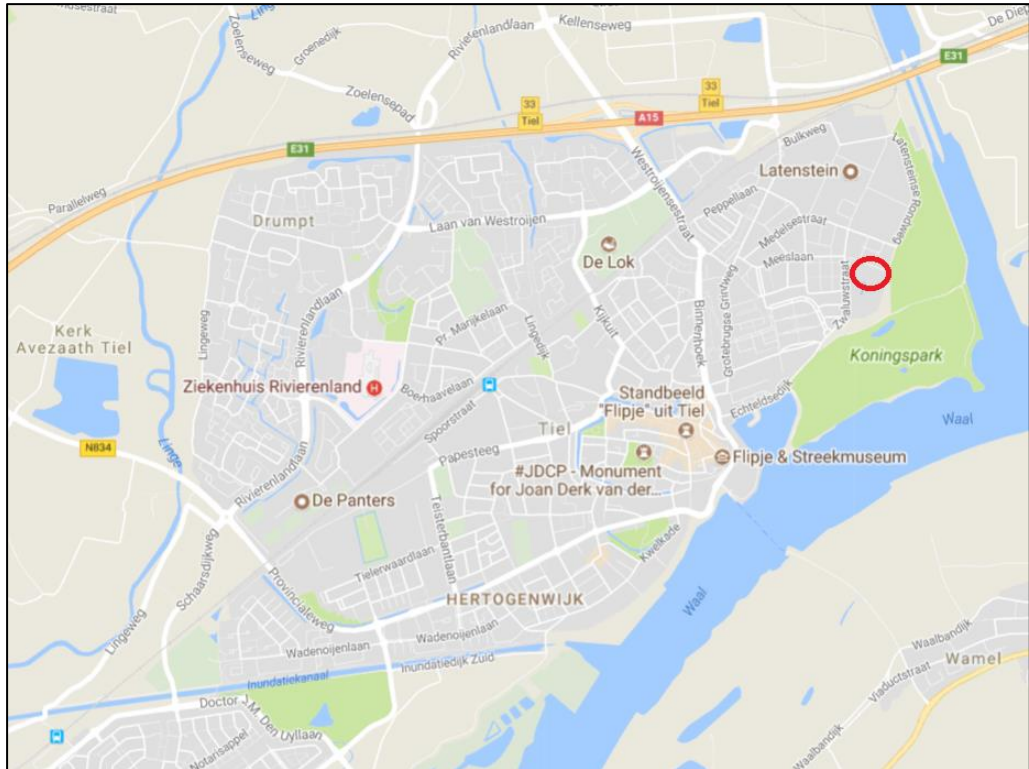 Linge
Zoelenseweg
Groenedijk
Rivierenlandlaan
Kellenseweg
E31
Zoelensepad
33
Tiel
33
Tiel
A15
E31
Bulkweg
Latenstein
Latensteinse Rondweg
Parallelweg
Drumpt
Laan van Westroijen
Westroijensestraat
Peppellaan
Medelsestraat
Meeslaan
De Lok
Zwaluwstraat
Grotebrugse Grintweg
Binnenhoek
Kijkuit
Lingeweg
Kerk
Avezaath Tiel
Rivierenlandlaan
Pr. Marijkelaan
Lingedijk
Koningspark
Ziekenhuis Rivierenland
H
Boerhaavelaan
Spoorstraat
Standbeeld
"Flipje" uit Tiel
Echteldsedijk
Waal
Tiel
N834
Linge
Papesteeg
Flipje & Streekmuseum
#JDCP - Monument
for Joan Derk van der...
Rivierenlandlaan
De Panters
Teisterbantlaan
Kwelkade
Schaarsdijkweg
Tielerwaardlaan
Provincialeweg
HERTOGENWIJK
Waal
Lingeweg
Wadenoijenlaan
Wadenoijenlaan
Inundatiedijk Zuid
Inundatiekanaal
Waalbandijk
Wamel
Viaductstraat
Doctor J.M. Den Uyllaan
Notarisappel
Waalbandijk